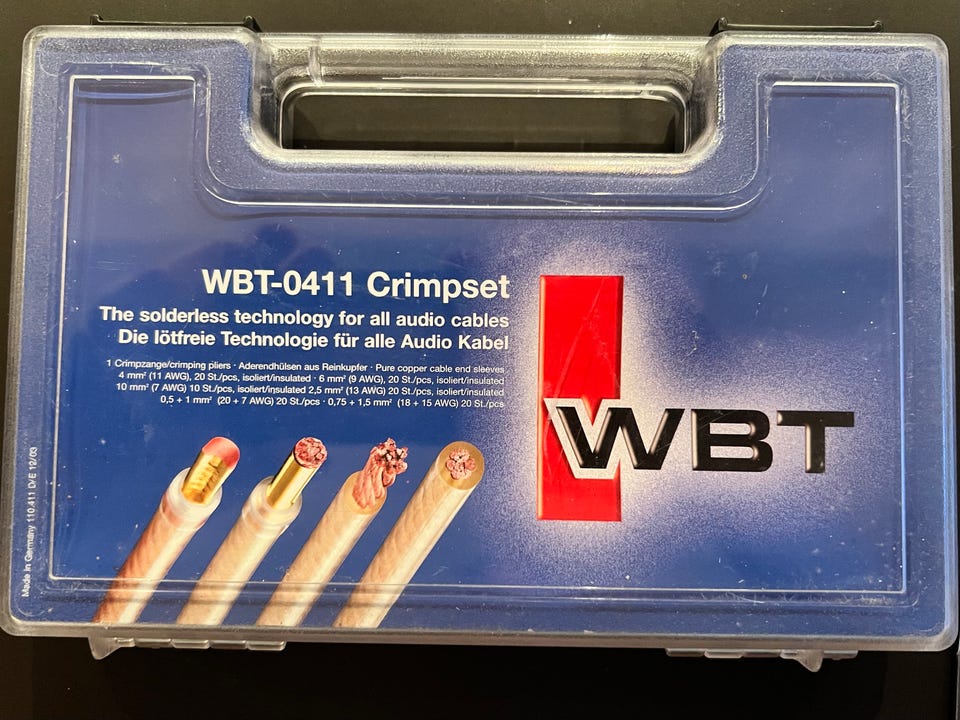 WBT-0411 Crimpset
The solderless technology for all audio cables
Die lötfreie Technologie für alle Audio Kabel
1 Crimpzange/crimping pliers · Aderendhülsen aus Reinkupfer · Pure copper cable end sleeves
4 mm² (11 AWG), 20 St./pcs, isoliert/insulated · 6 mm² (9 AWG), 20 St./pcs, isoliert/insulated
10 mm² (7 AWG) 10 St./pcs, isoliert/insulated 2,5 mm² (13 AWG) 20 St./pcs, isoliert/insulated
0,5 + 1 mm² (20 + 7 AWG) 20 St./pcs · 0,75 + 1,5 mm² (18 + 15 AWG) 20 St./pcs
WBT
Made in Germany 110.411 D/E 12/03